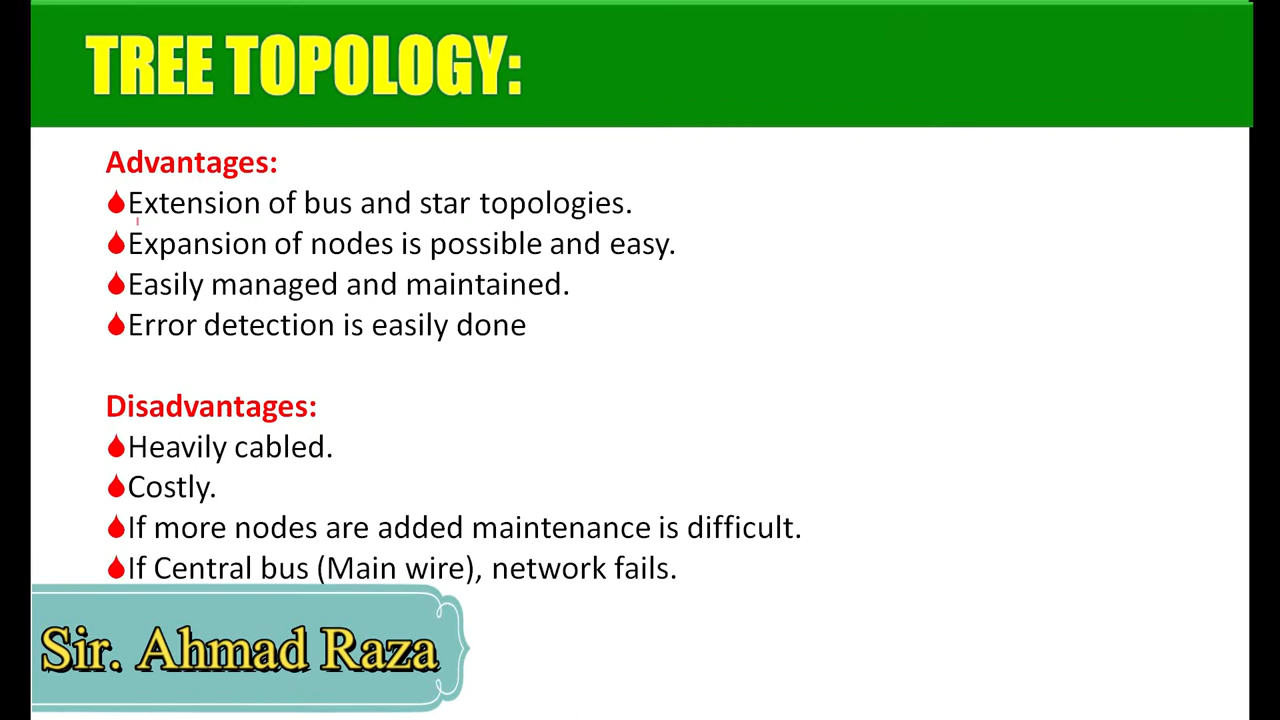 TREE TOPOLOGY:
Advantages:
Extension of bus and star topologies.
Expansion of nodes is possible and easy.
Easily managed and maintained.
Error detection is easily done
Disadvantages:
Heavily cabled.
Costly.
If more nodes are added maintenance is difficult.
If Central bus (Main wire), network fails.
Sir. Ahmad Raza